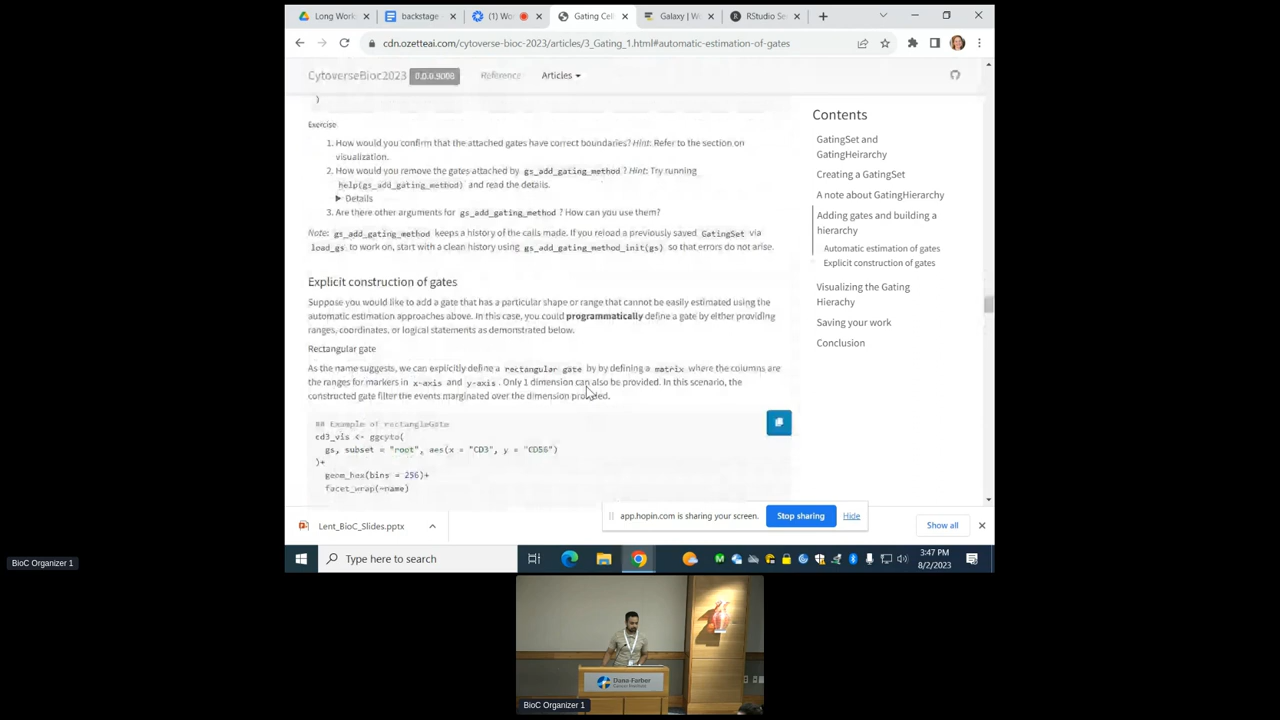 Long Work
backstage -
(1) Wo
Gating Cel
Galaxy | W
RStudio Se
cdn.ozetteai.com/cytoverse-bioc-2023/articles/3_Gating_1.html#automatic-estimation-of-gates
CytoverseBioc2023 0.0.0.9008 Reference Articles
)
Exercise
1. How would you confirm that the attached gates have correct boundaries? Hint: Refer to the section on
visualization.
2. How would you remove the gates attached by gs_add_gating_method ? Hint: Try running
help(gs_add_gating_method) and read the details.
Details
3. Are there other arguments for gs_add_gating_method ? How can you use them?
Note: gs_add_gating_method keeps a history of the calls made. If you reload a previously saved GatingSet via
load_gs to work on, start with a clean history using gs_add_gating_method_init(gs) so that errors do not arise.
Explicit construction of gates
Suppose you would like to add a gate that has a particular shape or range that cannot be easily estimated using the
automatic estimation approaches above. In this case, you could programmatically define a gate by either providing
ranges, coordinates, or logical statements as demonstrated below.
Rectangular gate
As the name suggests, we can explicitly define a rectangular gate by by defining a matrix where the columns are
the ranges for markers in x-axis and y-axis . Only 1 dimension can also be provided. In this scenario, the
constructed gate filter the events marginated over the dimension provided.
## Example of rectangleGate
cd3_vis <- ggcyto(
gs, subset = "root", aes(x = "CD3", y = "CD56")
)+
geom_hex(bins = 256)+
facet_wrap(~name)
Contents
GatingSet and
GatingHeirarchy
Creating a GatingSet
A note about GatingHierarchy
Adding gates and building a
hierarchy
Automatic estimation of gates
Explicit construction of gates
Visualizing the Gating
Hierachy
Saving your work
Conclusion
app.hopin.com is sharing your screen. Stop sharing Hide
Lent_BioC_Slides.pptx
Show all
Type here to search
3:47 PM
8/2/2023
BioC Organizer 1
Dana-Farber
Cancer Institute
BioC Organizer 1